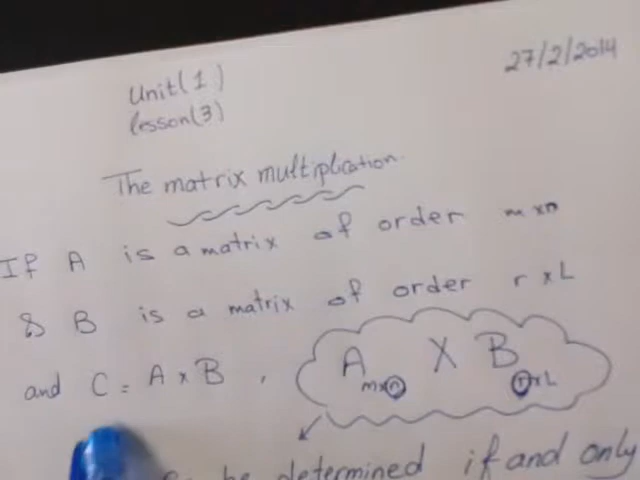 27/2/2014
Unit(1)
lesson(3)
The matrix multiplication.
If A is a matrix of order m×n
& B is a matrix of order r×L
and C = A×B , A m×n X B r×L
be determined if and only